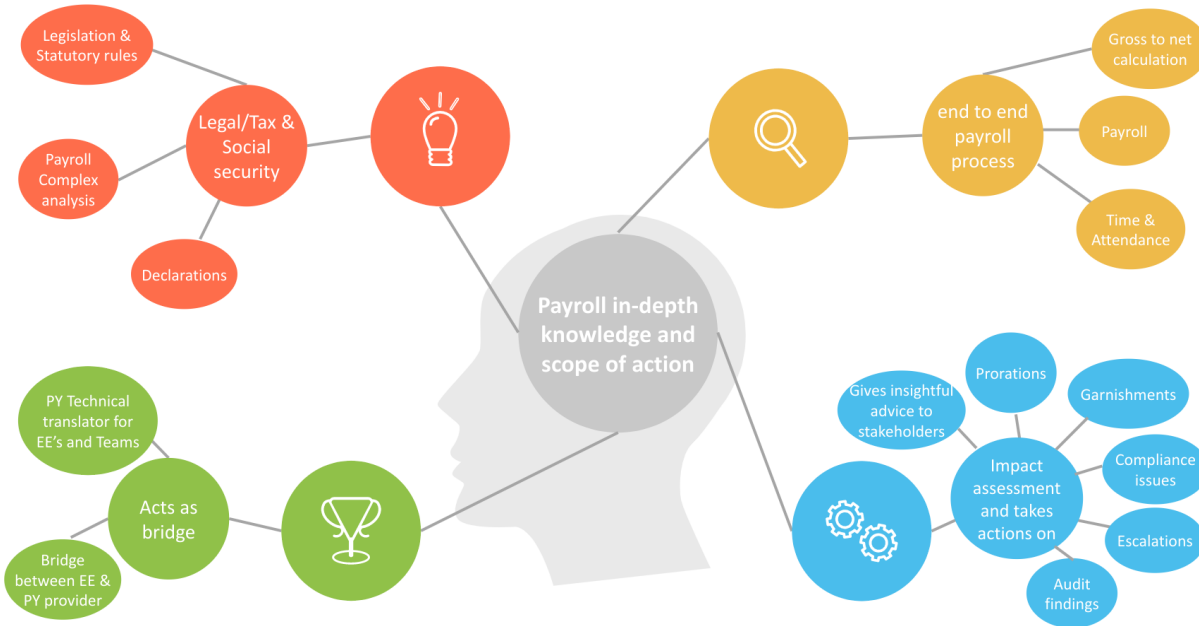 Legislation &
Statutory rules
Legal/Tax &
Social
security
Payroll
Complex
analysis
Declarations
Gross to net
calculation
end to end
payroll
process
Payroll
Time &
Attendance
Payroll in-depth
knowledge and
scope of action
PY Technical
translator for
EE's and Teams
Acts as
bridge
Bridge
between EE &
PY provider
Gives insightful
advice to
stakeholders
Prorations
Garnishments
Impact
assessment
and takes
actions on
Compliance
issues
Escalations
Audit
findings